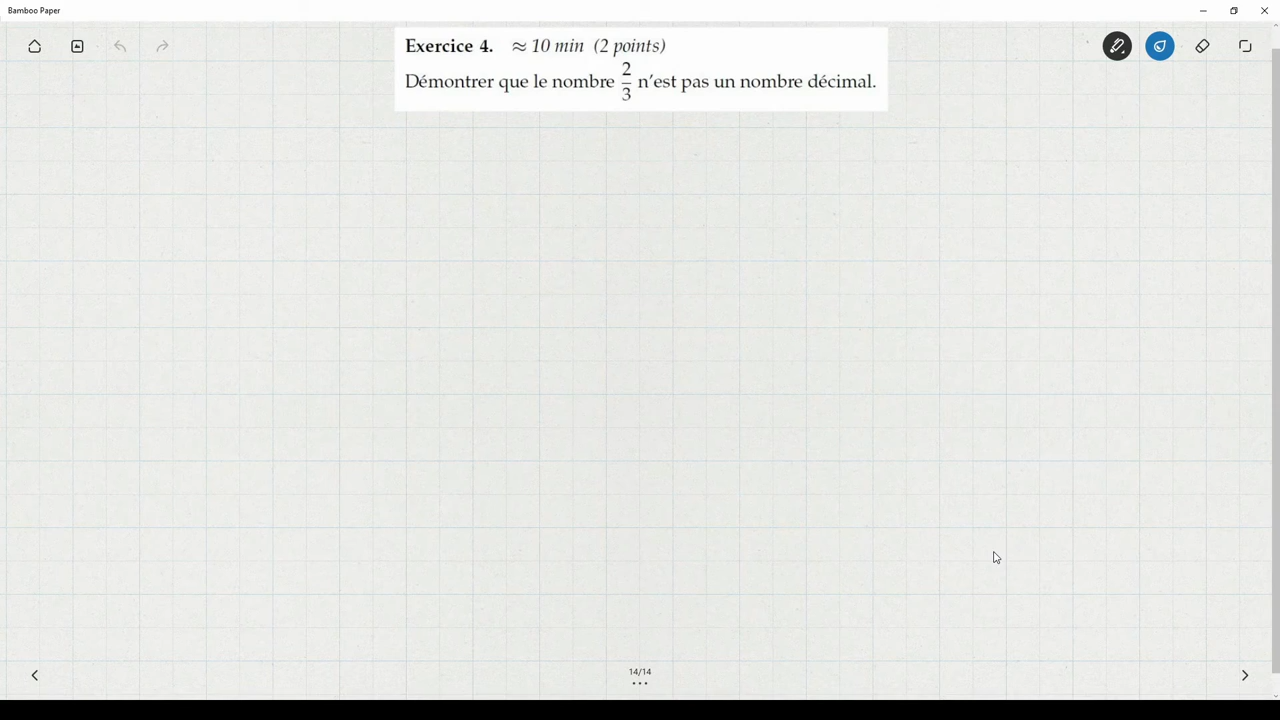 Bamboo Paper
Exercice 4. ≈ 10 min (2 points)
Démontrer que le nombre 2/3 n'est pas un nombre décimal.
14/14